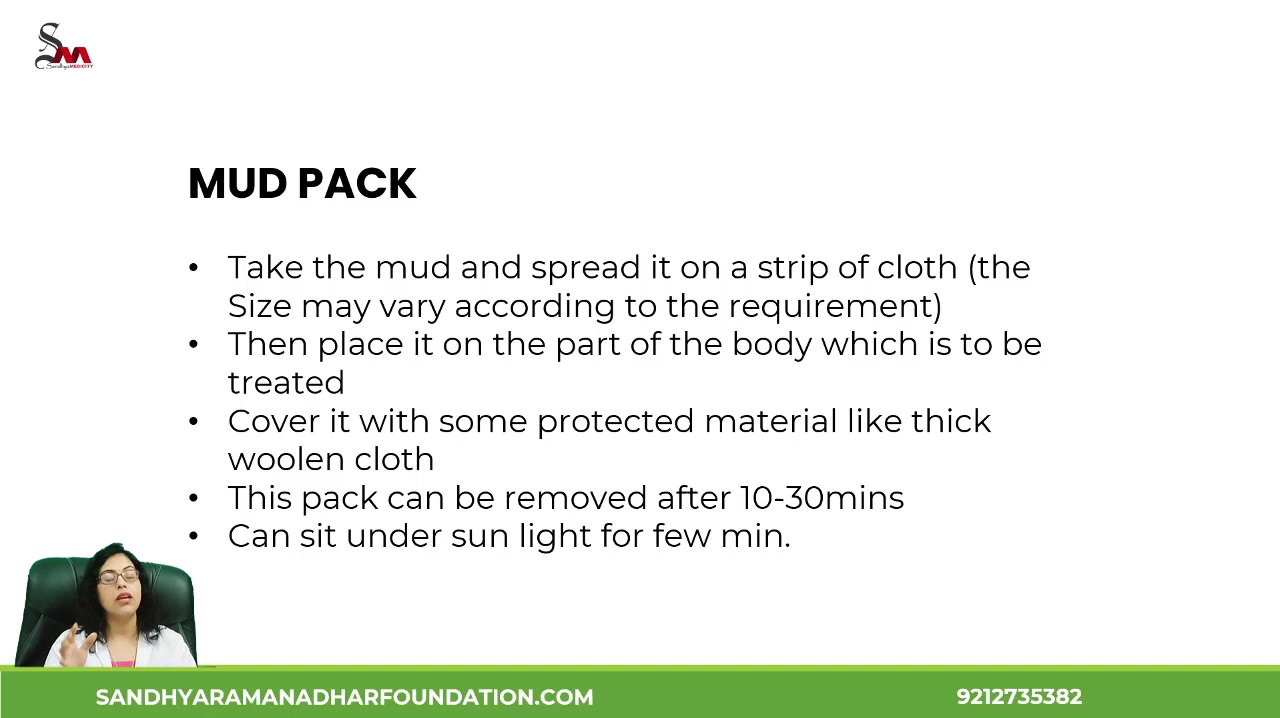 SM
SandhyaMEDICITY
MUD PACK
• Take the mud and spread it on a strip of cloth (the
Size may vary according to the requirement)
• Then place it on the part of the body which is to be
treated
• Cover it with some protected material like thick
woolen cloth
• This pack can be removed after 10-30mins
• Can sit under sun light for few min.
SANDHYARAMANADHARFOUNDATION.COM
9212735382